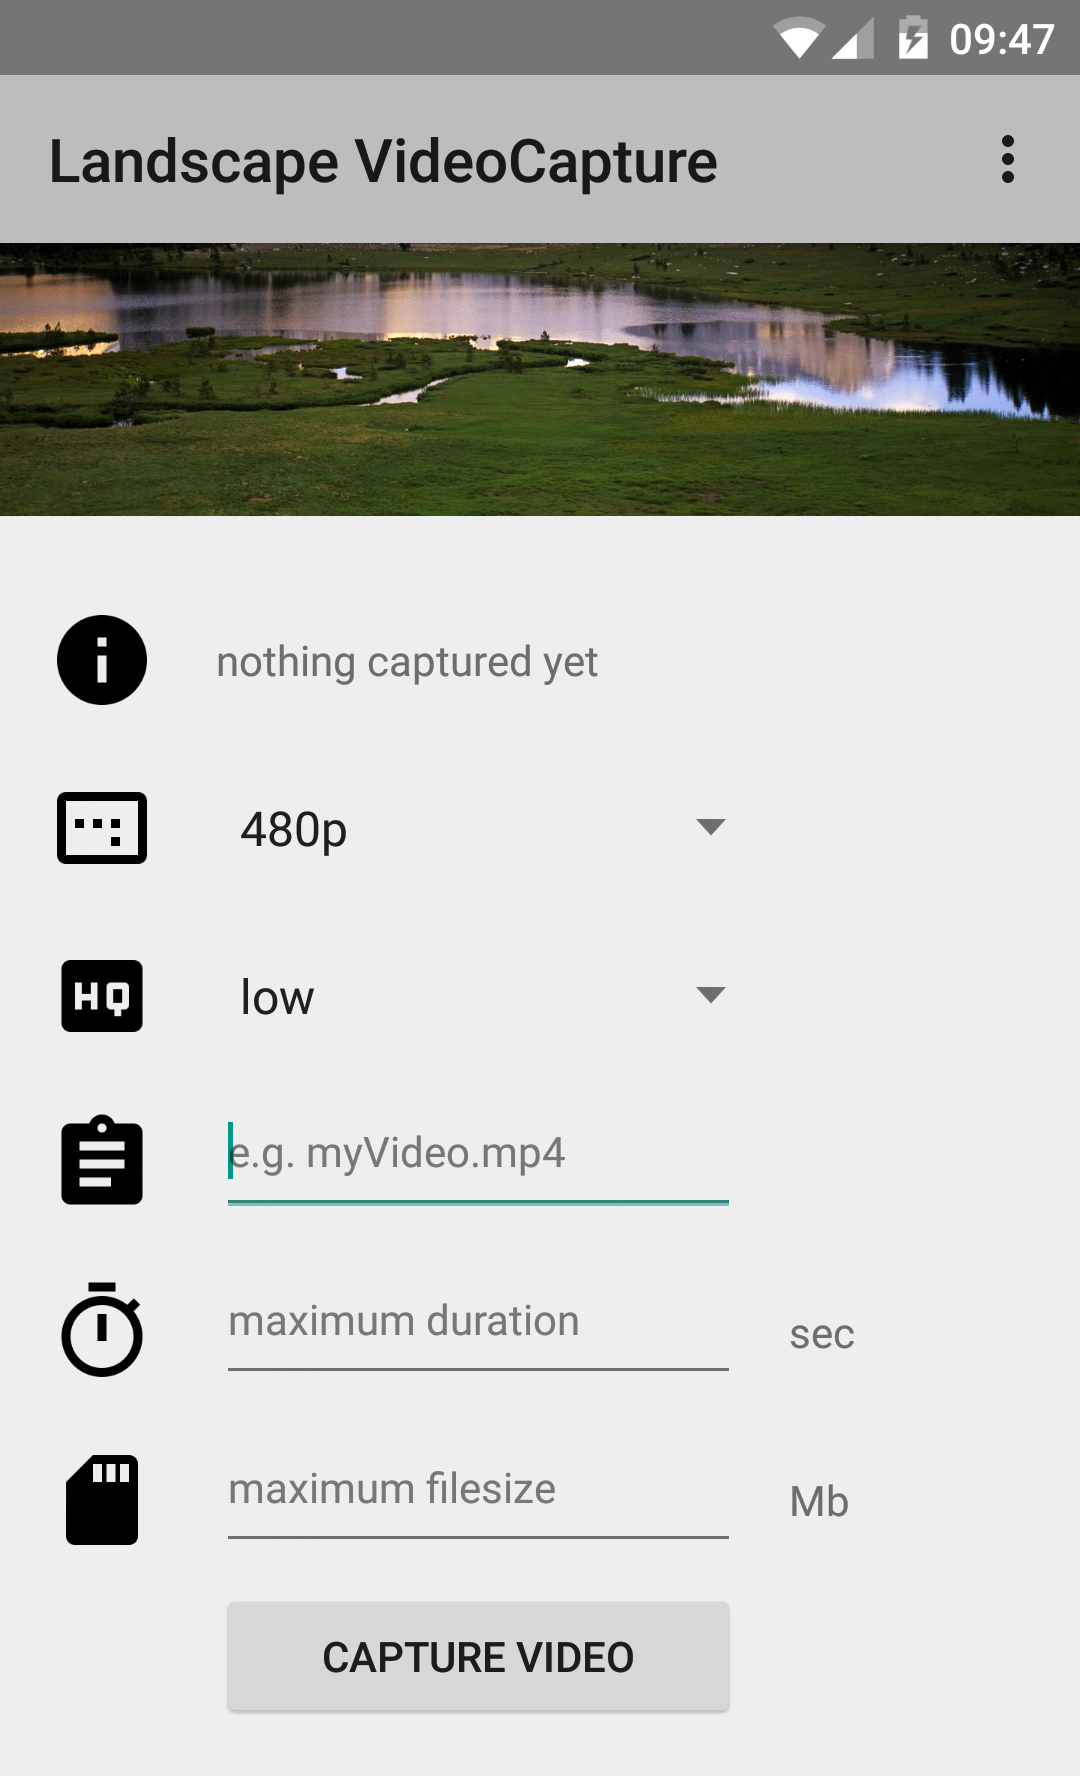 09:47
Landscape VideoCapture
nothing captured yet
480p
HQ
low
e.g. myVideo.mp4
maximum duration
sec
maximum filesize
Mb
CAPTURE VIDEO